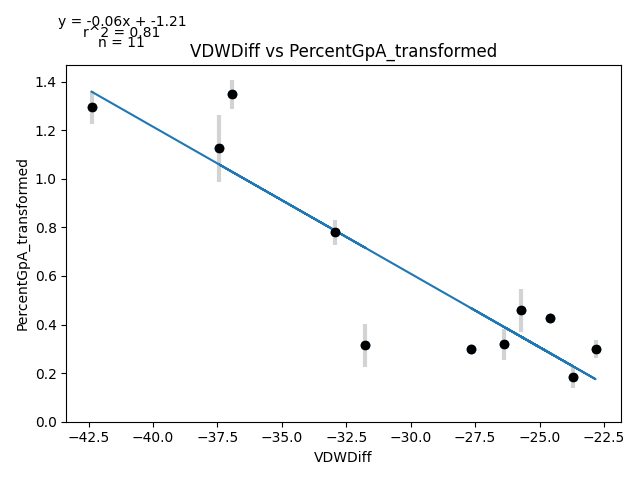 y = -0.06x + -1.21
r^2 = 0.81
n = 11
VDWDiff vs PercentGpA_transformed
PercentGpA_transformed
1.4
1.2
1.0
0.8
0.6
0.4
0.2
0.0
−42.5 −40.0 −37.5 −35.0 −32.5 −30.0 −27.5 −25.0 −22.5
VDWDiff